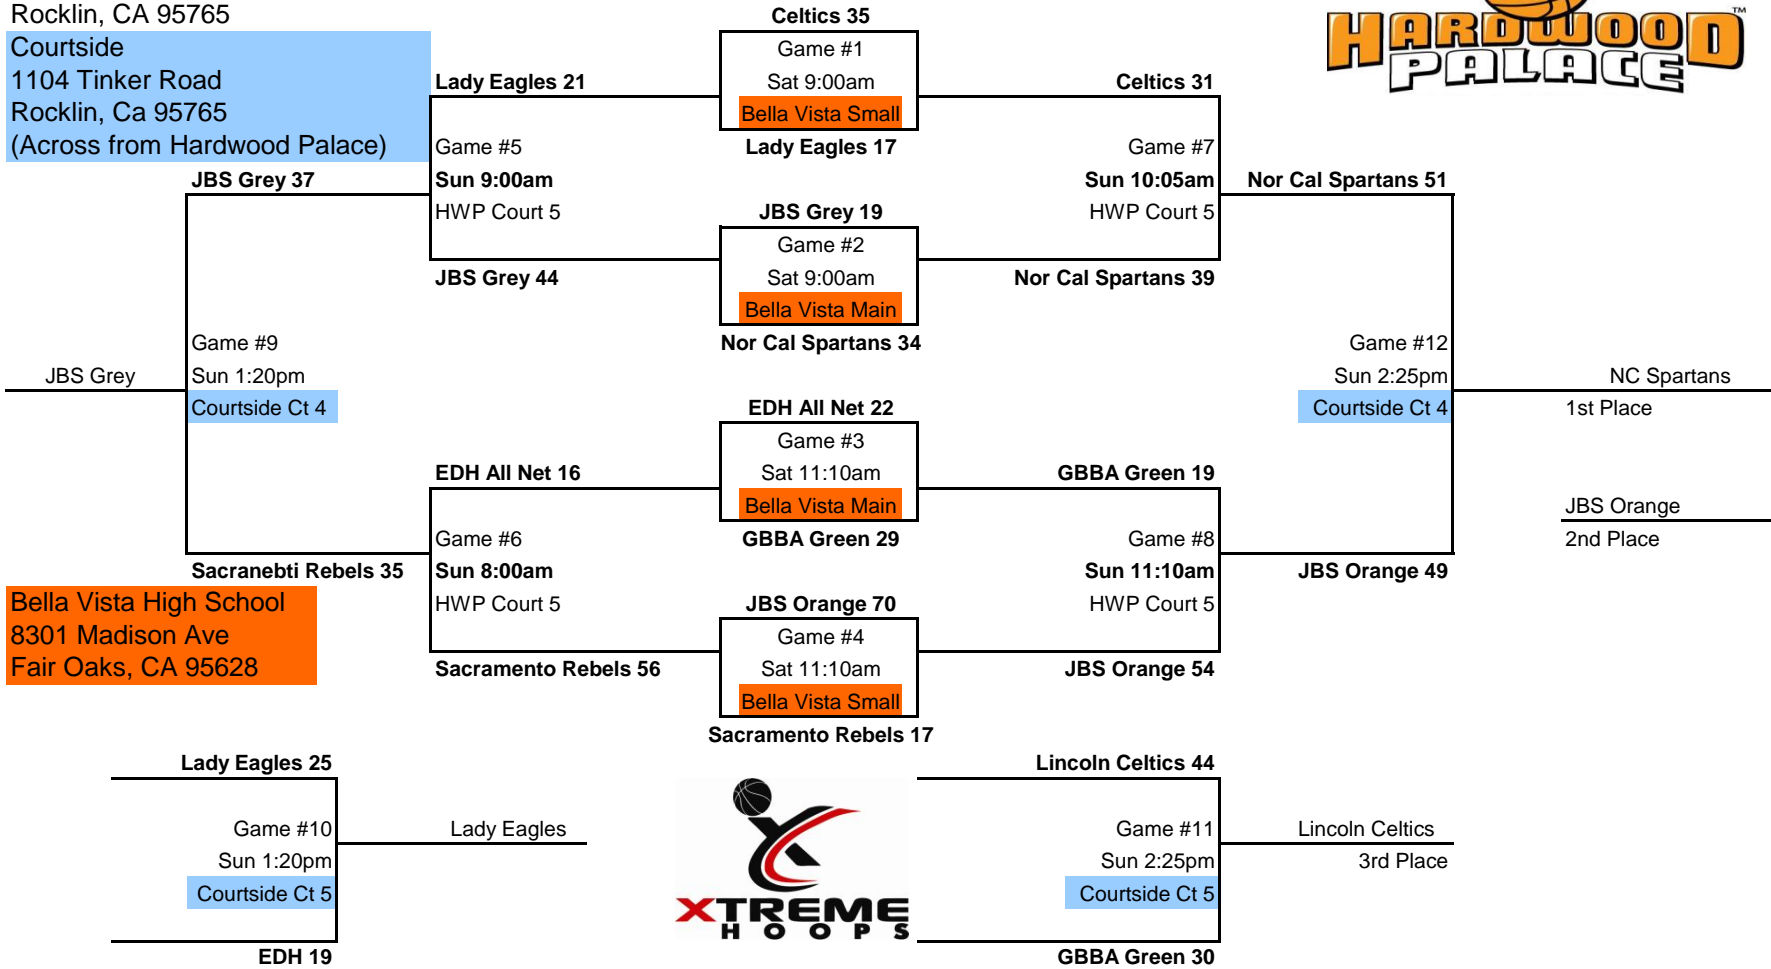 Rocklin, CA 95765
Courtside
1104 Tinker Road
Rocklin, Ca 95765
(Across from Hardwood Palace)
HARDWOOD
PALACE
TM
Celtics 35
Game #1
Sat 9:00am
Bella Vista Small
Lady Eagles 17
Lady Eagles 21
Game #5
Sun 9:00am
HWP Court 5
JBS Grey 44
Celtics 31
Game #7
Sun 10:05am
HWP Court 5
Nor Cal Spartans 39
JBS Grey 37
Nor Cal Spartans 51
JBS Grey 19
Game #2
Sat 9:00am
Bella Vista Main
Nor Cal Spartans 34
Game #9
Sun 1:20pm
Courtside Ct 4
JBS Grey
Game #12
Sun 2:25pm
Courtside Ct 4
NC Spartans
1st Place
EDH All Net 22
Game #3
Sat 11:10am
Bella Vista Main
GBBA Green 29
EDH All Net 16
Game #6
Sun 8:00am
HWP Court 5
Sacramento Rebels 56
GBBA Green 19
Game #8
Sun 11:10am
HWP Court 5
JBS Orange 54
JBS Orange
2nd Place
Sacranebti Rebels 35
JBS Orange 49
Bella Vista High School
8301 Madison Ave
Fair Oaks, CA 95628
JBS Orange 70
Game #4
Sat 11:10am
Bella Vista Small
Sacramento Rebels 17
Lady Eagles 25
Game #10
Sun 1:20pm
Courtside Ct 5
EDH 19
Lady Eagles
XTREME
HOOPS
Lincoln Celtics 44
Game #11
Sun 2:25pm
Courtside Ct 5
GBBA Green 30
Lincoln Celtics
3rd Place